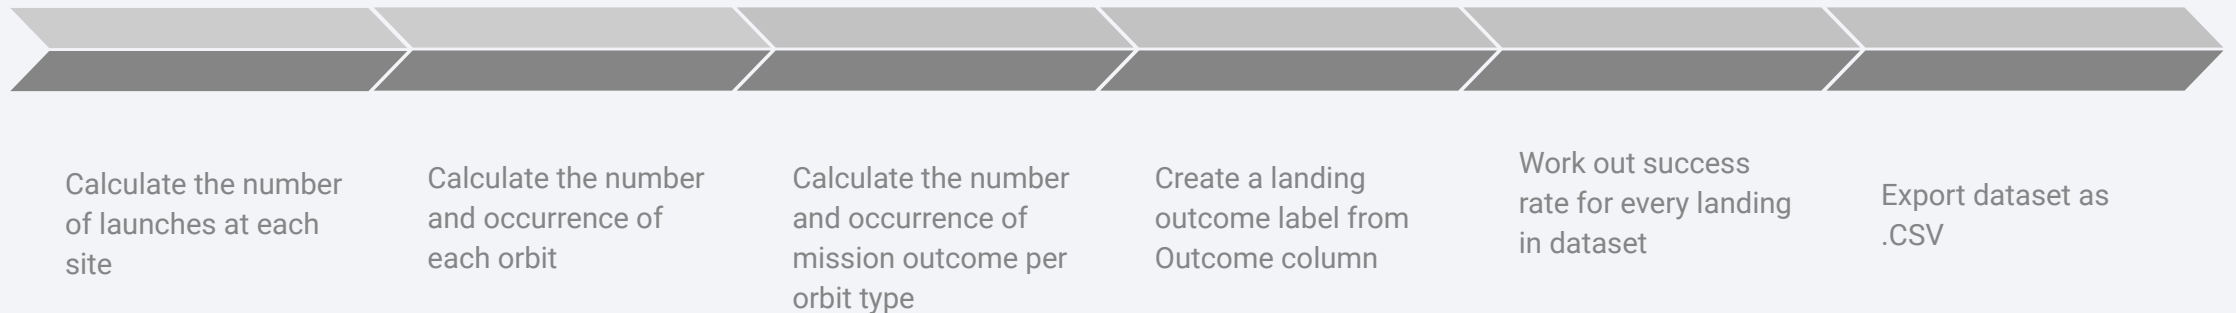 Calculate the number
of launches at each
site
Calculate the number
and occurrence of
each orbit
Calculate the number
and occurrence of
mission outcome per
orbit type
Create a landing
outcome label from
Outcome column
Work out success
rate for every landing
in dataset
Export dataset as
.CSV